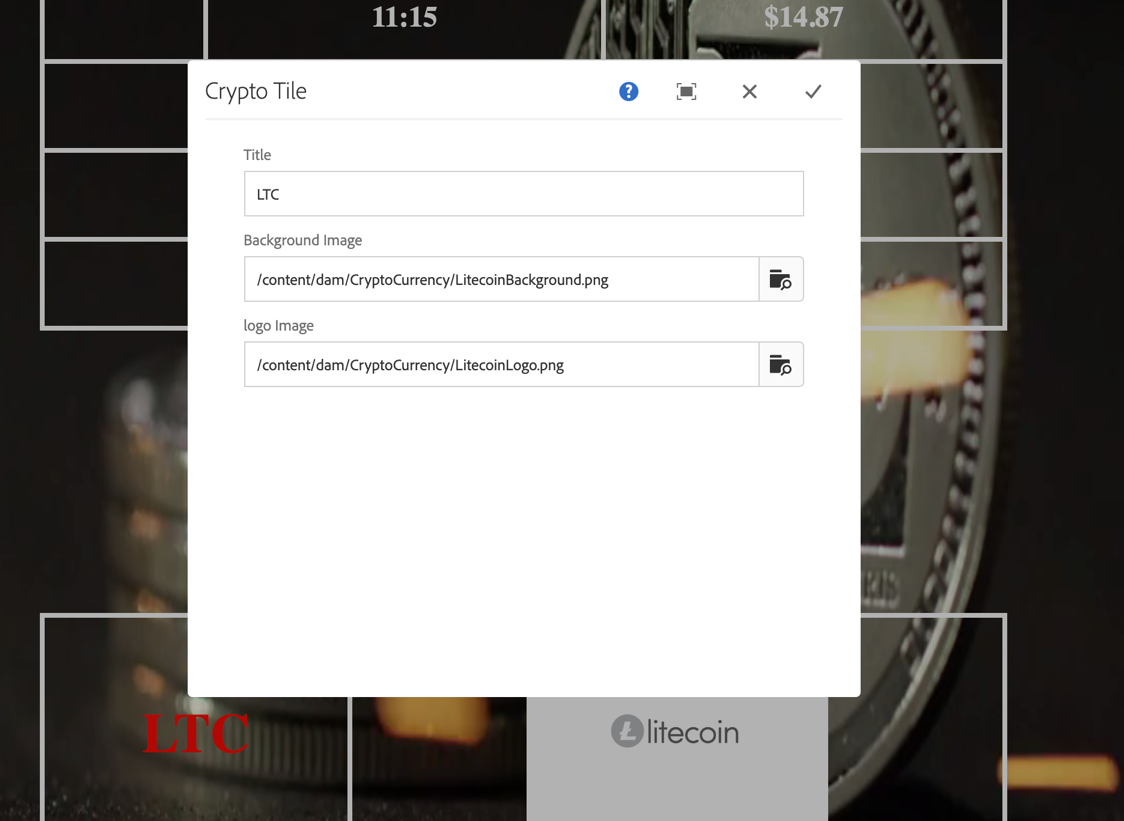 11:15 $14.87
Crypto Tile
?
Title
LTC
Background Image
/content/dam/CryptoCurrency/LitecoinBackground.png
logo Image
/content/dam/CryptoCurrency/LitecoinLogo.png
LTC
Ł litecoin